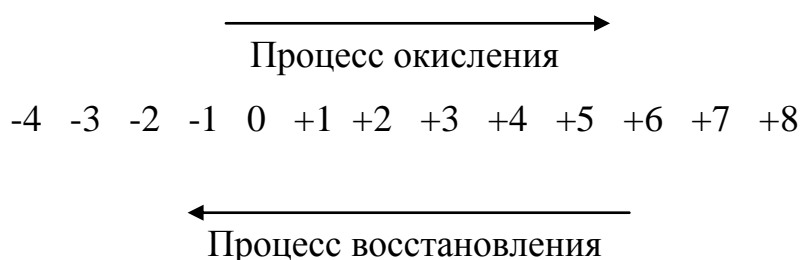 Процесс окисления
-4 -3 -2 -1 0 +1 +2 +3 +4 +5 +6 +7 +8
Процесс восстановления